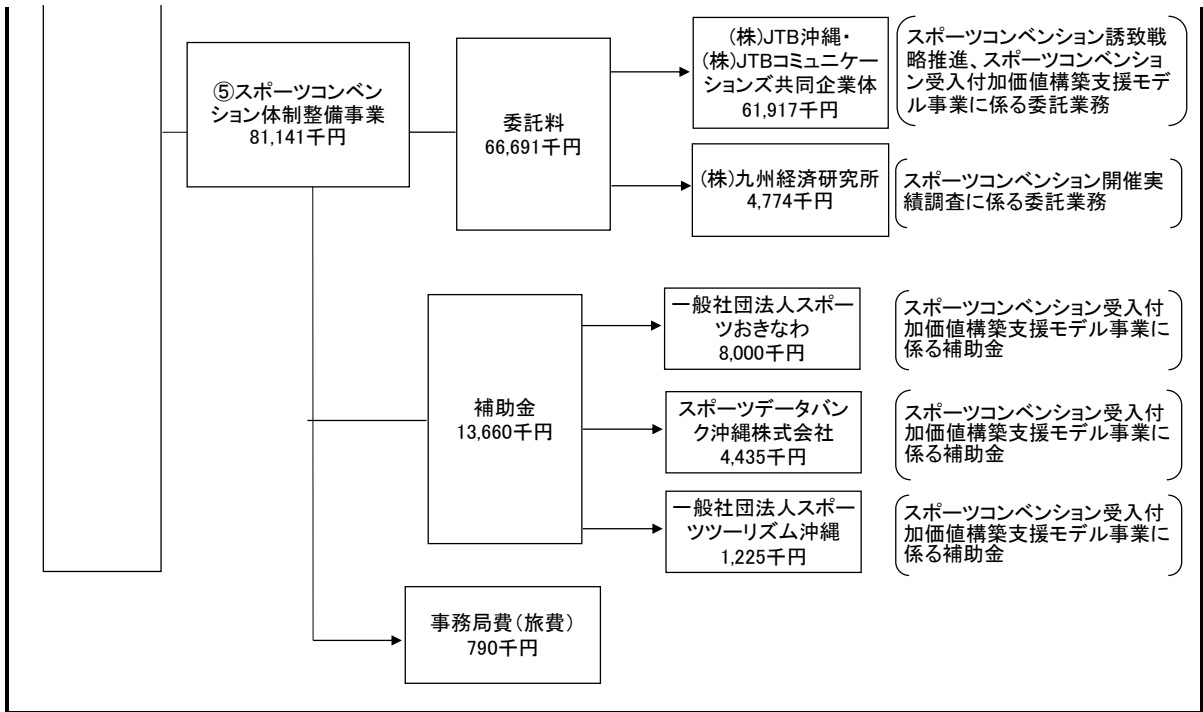 ⑤スポーツコンベン
ション体制整備事業
81,141千円
委託料
66,691千円
(株)JTB沖縄・
(株)JTBコミュニケー
ションズ共同企業体
61,917千円
スポーツコンベンション誘致戦
略推進、スポーツコンベンショ
ン受入付加価値構築支援モデ
ル事業に係る委託業務
(株)九州経済研究所
4,774千円
スポーツコンベンション開催実
績調査に係る委託業務
補助金
13,660千円
一般社団法人スポー
ツおきなわ
8,000千円
スポーツコンベンション受入付
加価値構築支援モデル事業に
係る補助金
スポーツデータバン
ク沖縄株式会社
4,435千円
スポーツコンベンション受入付
加価値構築支援モデル事業に
係る補助金
一般社団法人スポー
ツツーリズム沖縄
1,225千円
スポーツコンベンション受入付
加価値構築支援モデル事業に
係る補助金
事務局費(旅費)
790千円